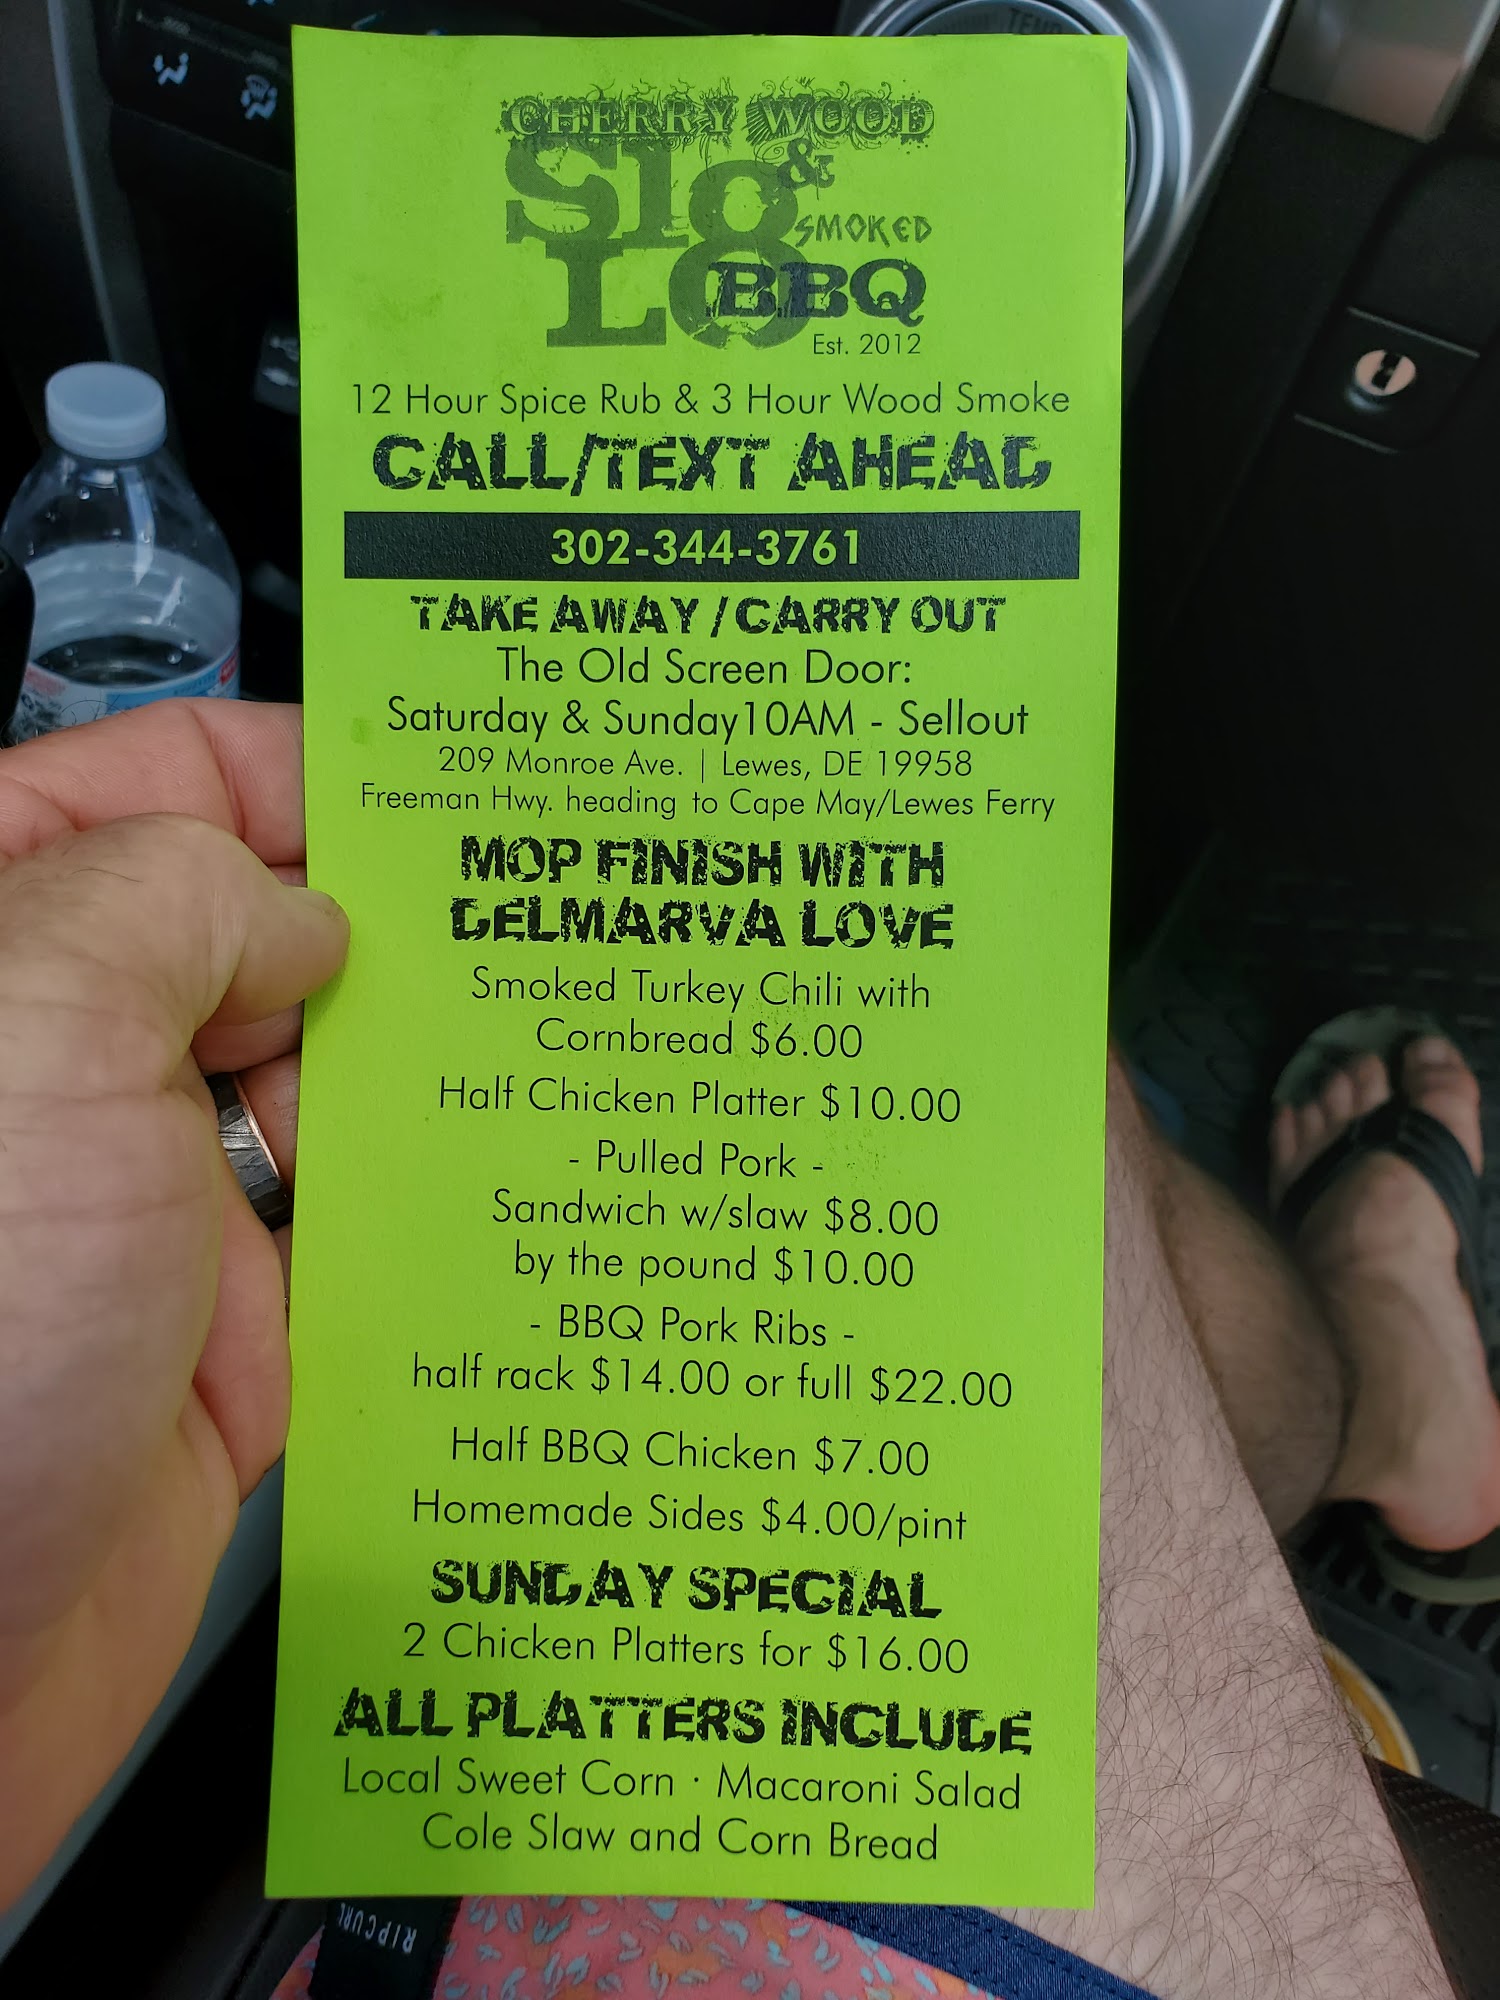 CHERRY WOOD
&
Slo
SMOKED
Lo
BBQ
Est. 2012
12 Hour Spice Rub & 3 Hour Wood Smoke
CALL/TEXT AHEAD
302-344-3761
TAKE AWAY / CARRY OUT
The Old Screen Door:
Saturday & Sunday10AM - Sellout
209 Monroe Ave. | Lewes, DE 19958
Freeman Hwy. heading to Cape May/Lewes Ferry
MOP FINISH WITH
DELMARVA LOVE
Smoked Turkey Chili with
Cornbread $6.00
Half Chicken Platter $10.00
- Pulled Pork -
Sandwich w/slaw $8.00
by the pound $10.00
- BBQ Pork Ribs -
half rack $14.00 or full $22.00
Half BBQ Chicken $7.00
Homemade Sides $4.00/pint
SUNDAY SPECIAL
2 Chicken Platters for $16.00
ALL PLATTERS INCLUDE
Local Sweet Corn · Macaroni Salad
Cole Slaw and Corn Bread
RIPCURL